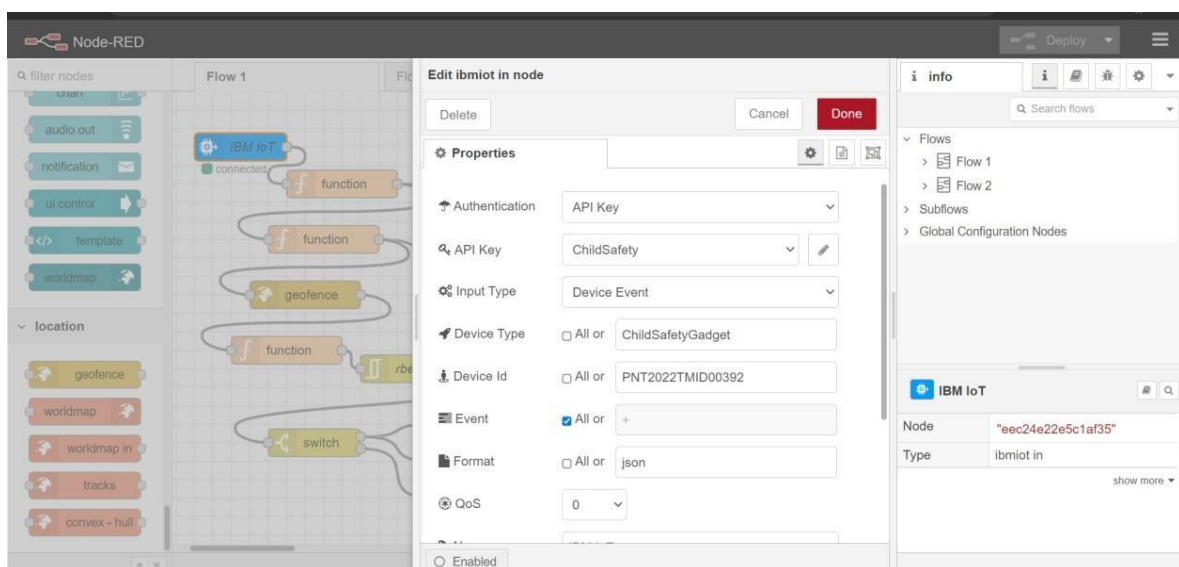 Node-RED
Deploy
filter nodes
chart
audio out
notification
ui control
</> template
worldmap
location
geofence
worldmap
worldmap in
tracks
convex - hull
Flow 1
IBM IoT
connected
f function
f function
geofence
f function
switch
Edit ibmiot in node
Delete
Cancel
Done
Properties
Authentication API Key
API Key ChildSafety
Input Type Device Event
Device Type All or ChildSafetyGadget
Device Id All or PNT2022TMID00392
Event All or +
Format All or json
QoS 0
Enabled
i info
i
Search flows
Flows
Flow 1
Flow 2
Subflows
Global Configuration Nodes
IBM IoT
Node "eec24e22e5c1af35"
Type ibmiot in
show more